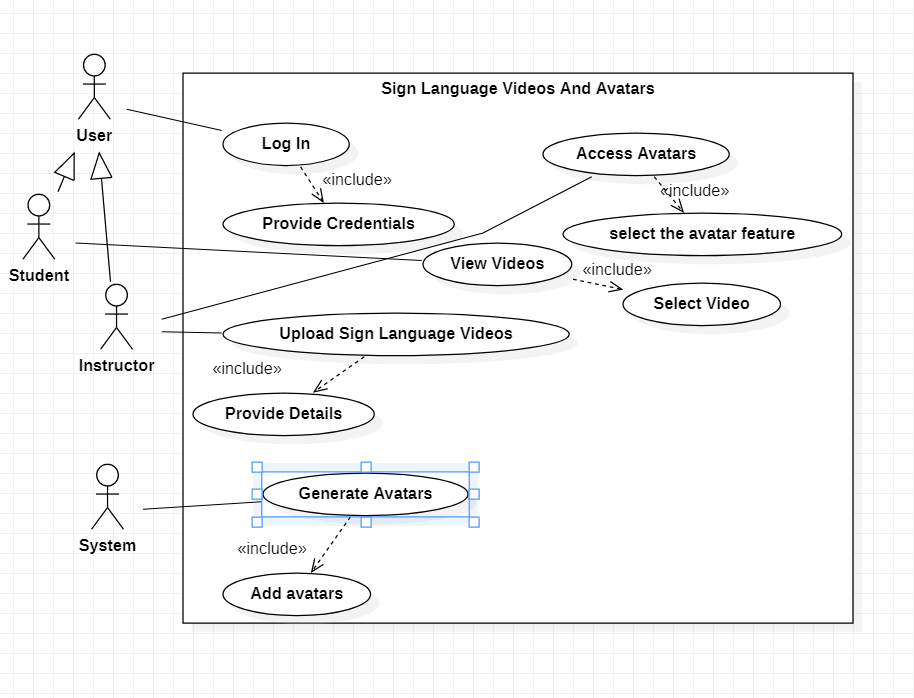 Sign Language Videos And Avatars
User
Log In
Access Avatars
«include»
«include»
Provide Credentials
select the avatar feature
Student
View Videos
«include»
Select Video
Upload Sign Language Videos
Instructor
«include»
Provide Details
Generate Avatars
System
«include»
Add avatars